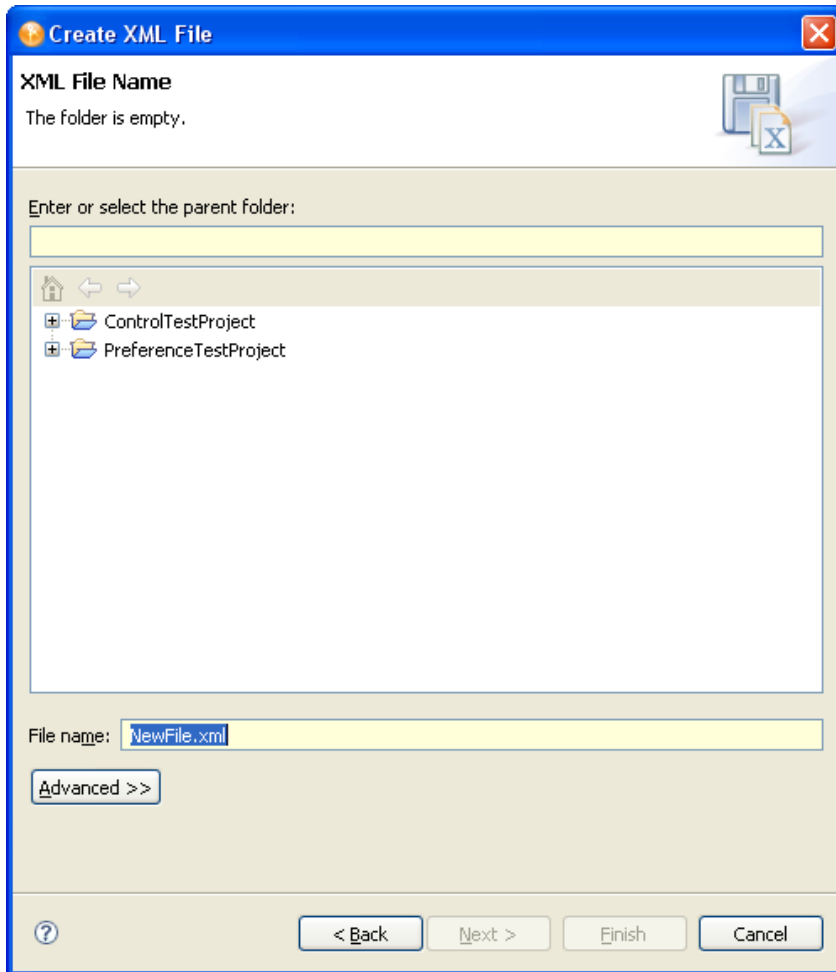 Create XML File
XML File Name
The folder is empty.
Enter or select the parent folder:
ControlTestProject
PreferenceTestProject
File name: NewFile.xml
Advanced >>
< Back Next > Finish Cancel